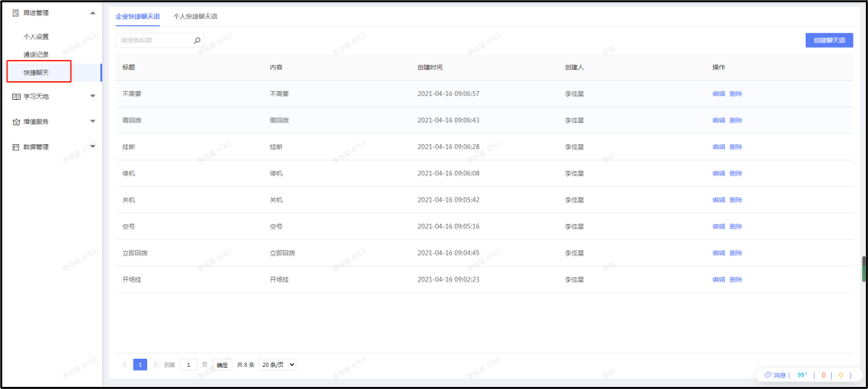 跟进管理
个人设置
通话记录
快捷聊天
学习天地
增值服务
数据管理
企业快捷聊天语 个人快捷聊天语
请搜索标题
创建聊天语
标题 内容 创建时间 创建人 操作
不需要 不需要 2021-04-16 09:06:57 李佳星 编辑 删除
需回拨 需回拨 2021-04-16 09:06:43 李佳星 编辑 删除
挂断 挂断 2021-04-16 09:06:28 李佳星 编辑 删除
停机 停机 2021-04-16 09:06:08 李佳星 编辑 删除
关机 关机 2021-04-16 09:05:42 李佳星 编辑 删除
空号 空号 2021-04-16 09:05:16 李佳星 编辑 删除
立即回拨 立即回拨 2021-04-16 09:04:45 李佳星 编辑 删除
开场挂 开场挂 2021-04-16 09:02:23 李佳星 编辑 删除
1 到第 1 页 确定 共 8 条 20 条/页
消息 ( 99+ | 0 | 0 )